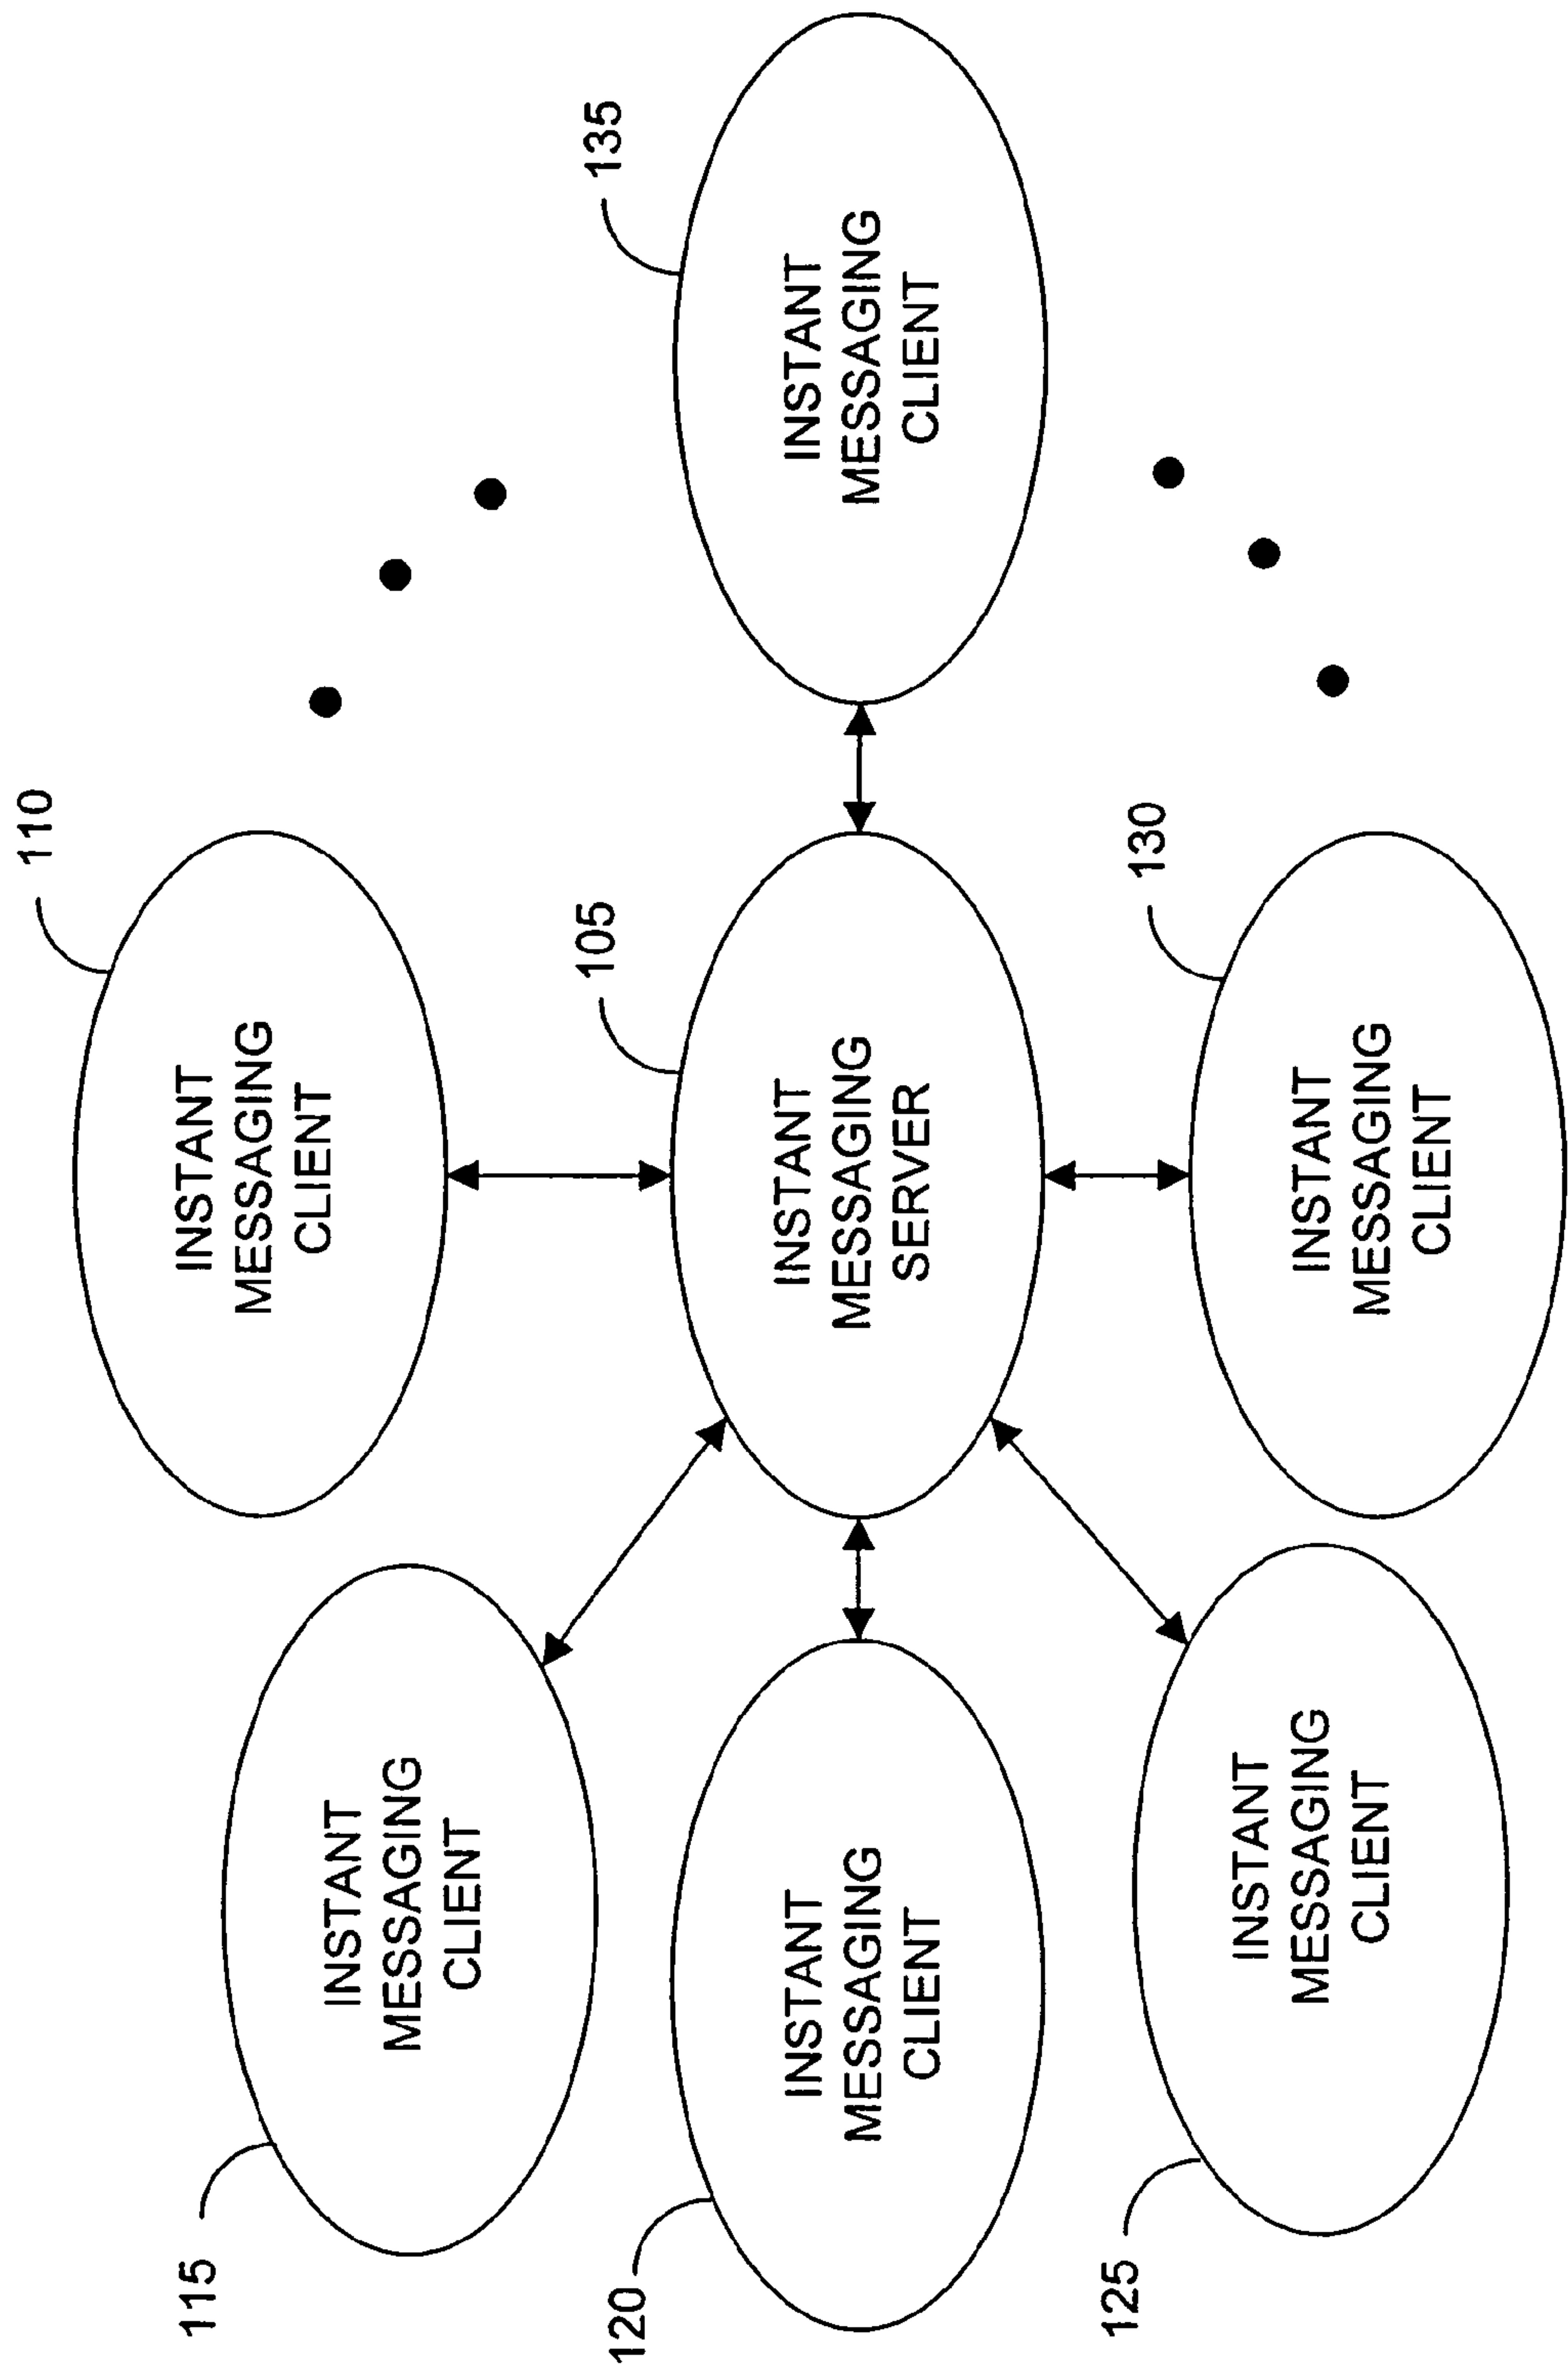 110
INSTANT
MESSAGING
CLIENT
115
INSTANT
MESSAGING
CLIENT
105
INSTANT
MESSAGING
SERVER
135
INSTANT
MESSAGING
CLIENT
120
INSTANT
MESSAGING
CLIENT
130
INSTANT
MESSAGING
CLIENT
125
INSTANT
MESSAGING
CLIENT